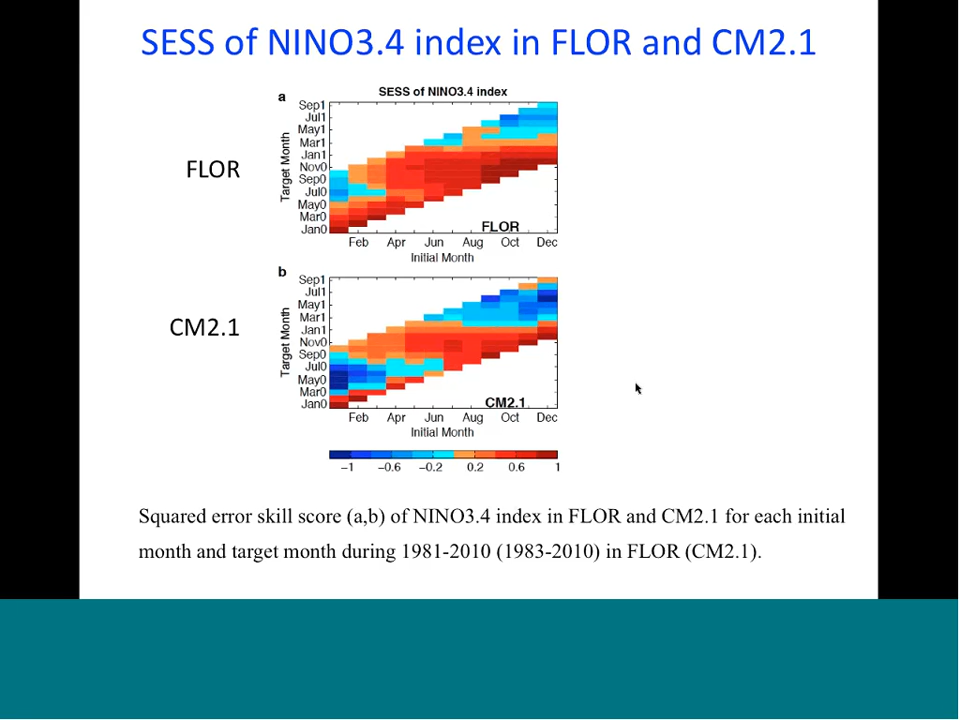 SESS of NINO3.4 index in FLOR and CM2.1
FLOR
a
SESS of NINO3.4 index
Target Month
Sep1
Jul1
May1
Mar1
Jan1
Nov0
Sep0
Jul0
May0
Mar0
Jan0
FLOR
Feb Apr Jun Aug Oct Dec
Initial Month
CM2.1
b
Target Month
Sep1
Jul1
May1
Mar1
Jan1
Nov0
Sep0
Jul0
May0
Mar0
Jan0
CM2.1
Feb Apr Jun Aug Oct Dec
Initial Month
−1 −0.6 −0.2 0.2 0.6 1
Squared error skill score (a,b) of NINO3.4 index in FLOR and CM2.1 for each initial
month and target month during 1981-2010 (1983-2010) in FLOR (CM2.1).